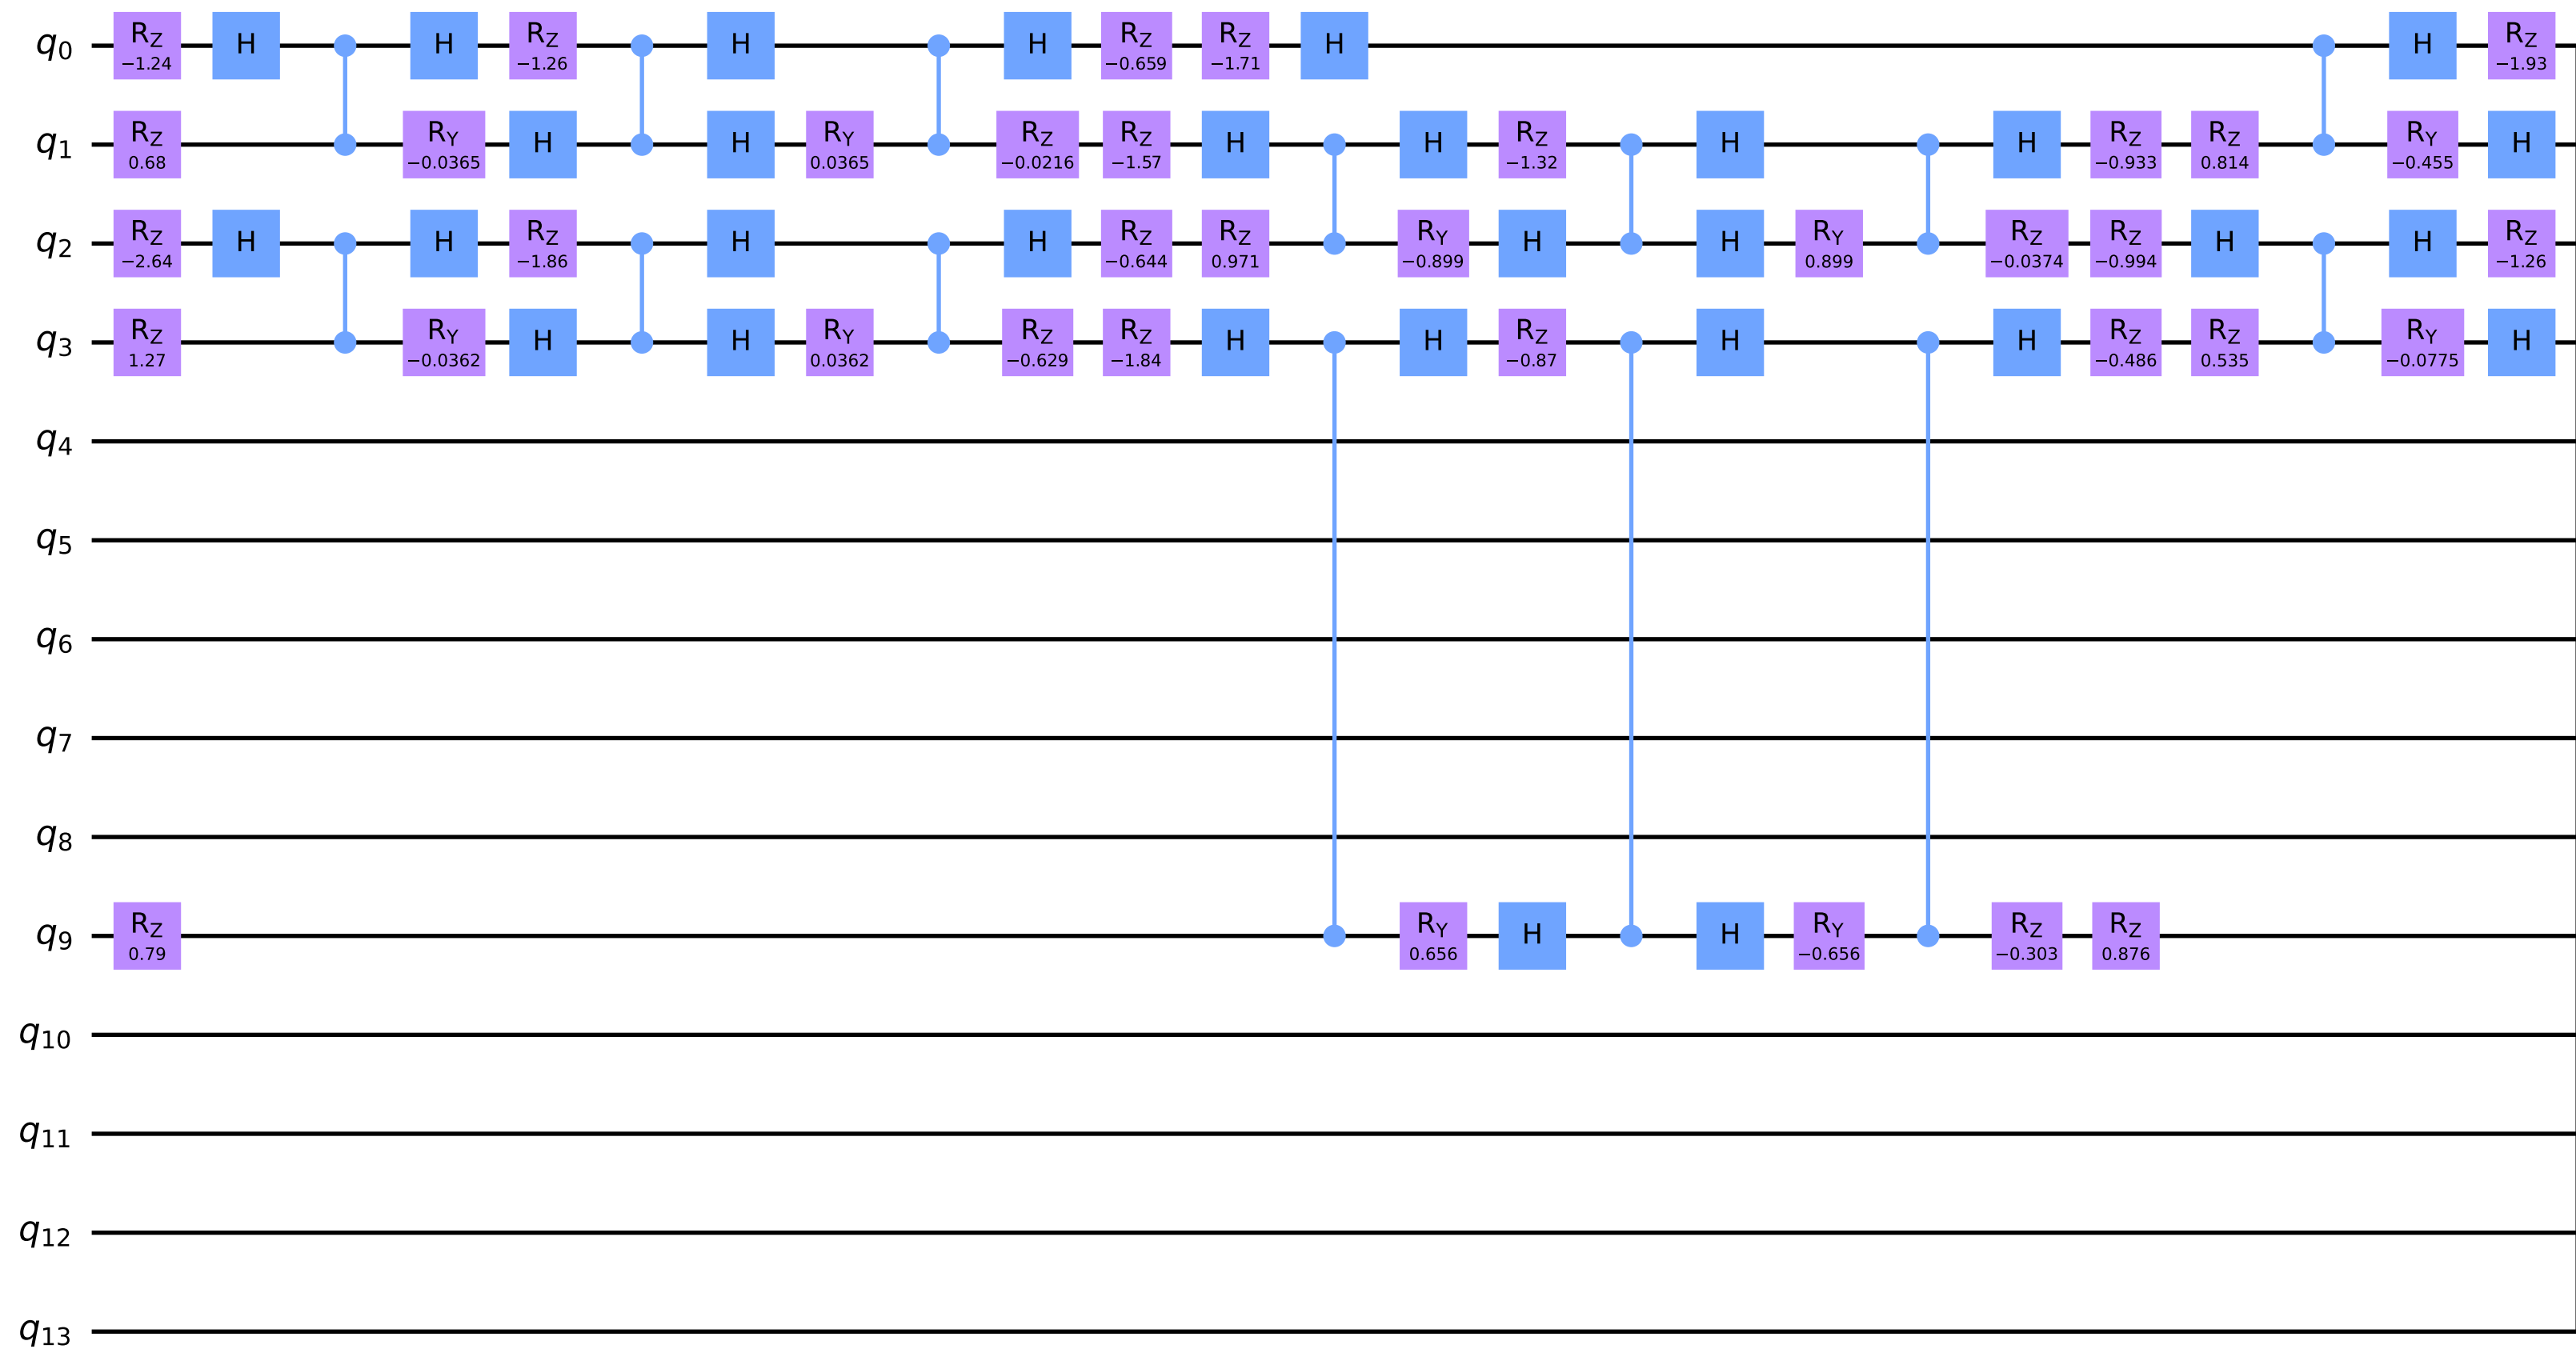 q0 RZ −1.24 H H RZ −1.26 H H RZ −0.659 RZ −1.71 H H RZ −1.93
q1 RZ 0.68 RY −0.0365 H H RY 0.0365 RZ −0.0216 RZ −1.57 H H RZ −1.32 H H RZ −0.933 RZ 0.814 RY −0.455 H
q2 RZ −2.64 H H RZ −1.86 H H RZ −0.644 RZ 0.971 RY −0.899 H H RY 0.899 RZ −0.0374 RZ −0.994 H H RZ −1.26
q3 RZ 1.27 RY −0.0362 H H RY 0.0362 RZ −0.629 RZ −1.84 H H RZ −0.87 H H RZ −0.486 RZ 0.535 RY −0.0775 H
q4
q5
q6
q7
q8
q9 RZ 0.79 RY 0.656 H H RY −0.656 RZ −0.303 RZ 0.876
q10
q11
q12
q13